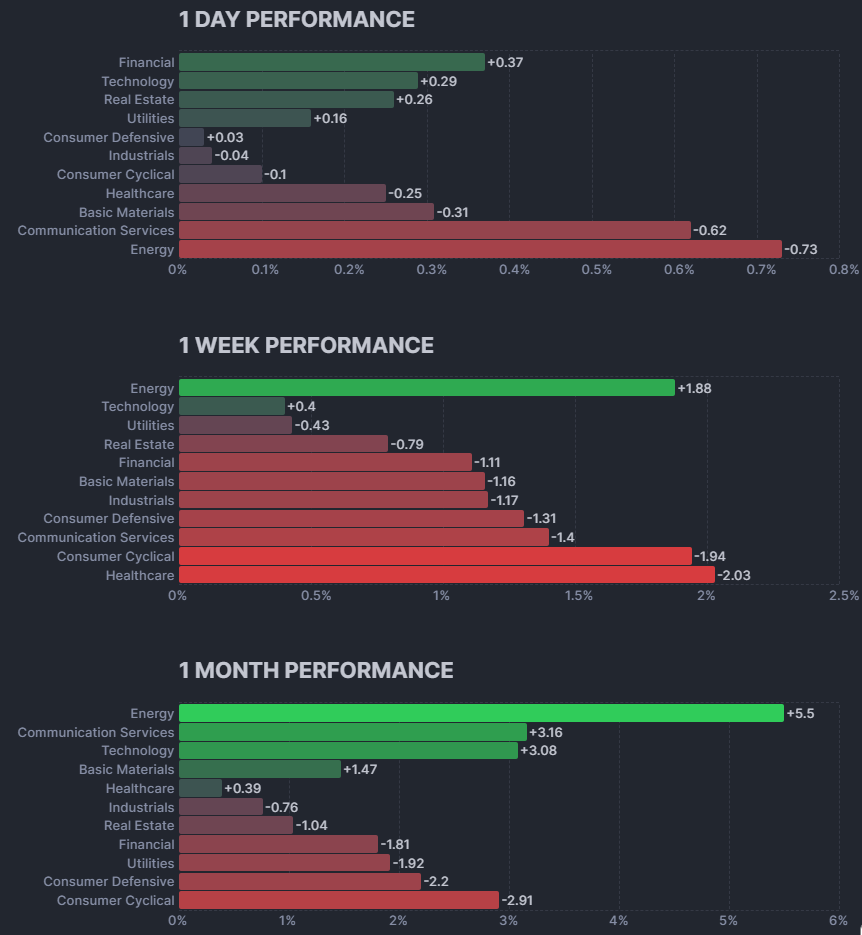 1 DAY PERFORMANCE
Financial +0.37
Technology +0.29
Real Estate +0.26
Utilities +0.16
Consumer Defensive +0.03
Industrials -0.04
Consumer Cyclical -0.1
Healthcare -0.25
Basic Materials -0.31
Communication Services -0.62
Energy -0.73
0% 0.1% 0.2% 0.3% 0.4% 0.5% 0.6% 0.7% 0.8%
1 WEEK PERFORMANCE
Energy +1.88
Technology +0.4
Utilities -0.43
Real Estate -0.79
Financial -1.11
Basic Materials -1.16
Industrials -1.17
Consumer Defensive -1.31
Communication Services -1.4
Consumer Cyclical -1.94
Healthcare -2.03
0% 0.5% 1% 1.5% 2% 2.5%
1 MONTH PERFORMANCE
Energy +5.5
Communication Services +3.16
Technology +3.08
Basic Materials +1.47
Healthcare +0.39
Industrials -0.76
Real Estate -1.04
Financial -1.81
Utilities -1.92
Consumer Defensive -2.2
Consumer Cyclical -2.91
0% 1% 2% 3% 4% 5% 6%